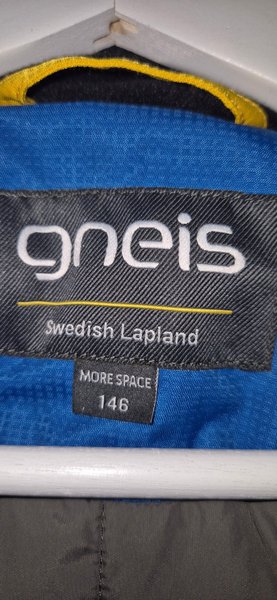 gneis
Swedish Lapland
MORE SPACE
146